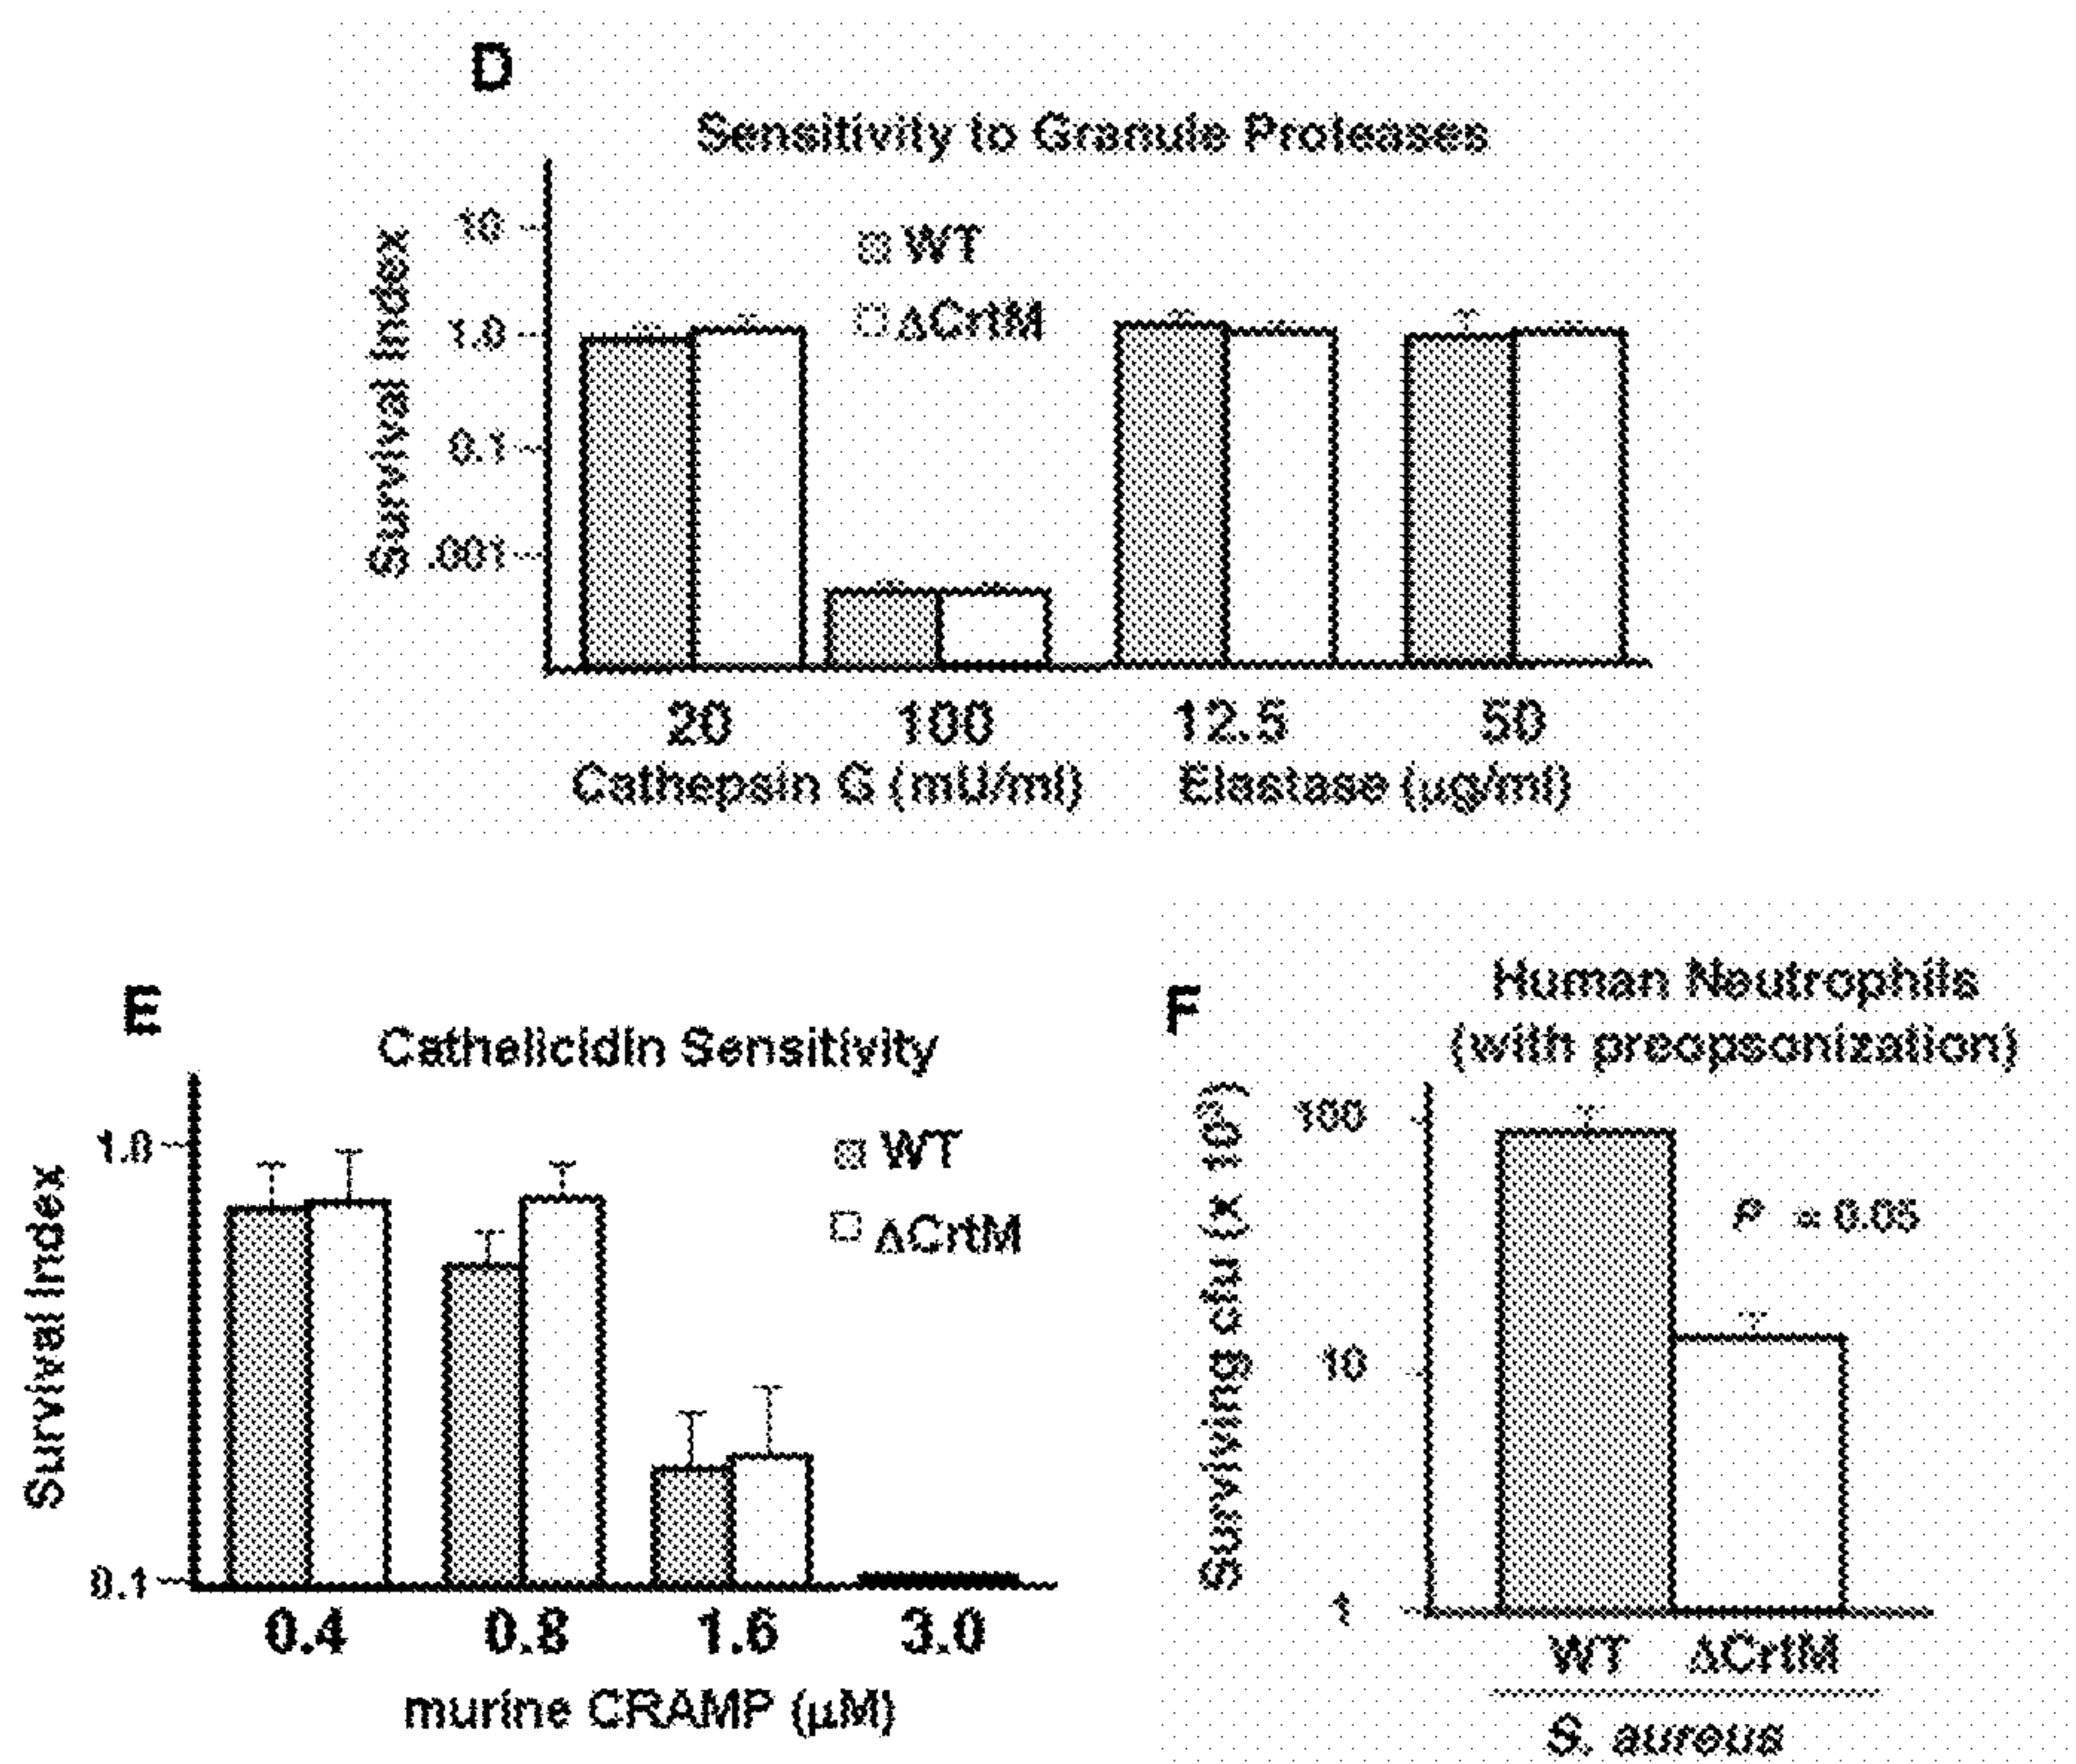 D
Sensitivity to Granule Proteases
Survival Index
10
1.0
0.1
.001
WT
ΔCrtM
20 100 12.5 50
Cathepsin G (mU/ml) Elastase (µg/ml)
E
Cathelicidin Sensitivity
Survival Index
1.0
0.1
WT
ΔCrtM
0.4 0.8 1.6 3.0
murine CRAMP (µM)
F
Human Neutrophils
(with preopsonization)
Surviving cfu (x 10³)
100
10
1
P = 0.05
WT ΔCrtM
S. aureus